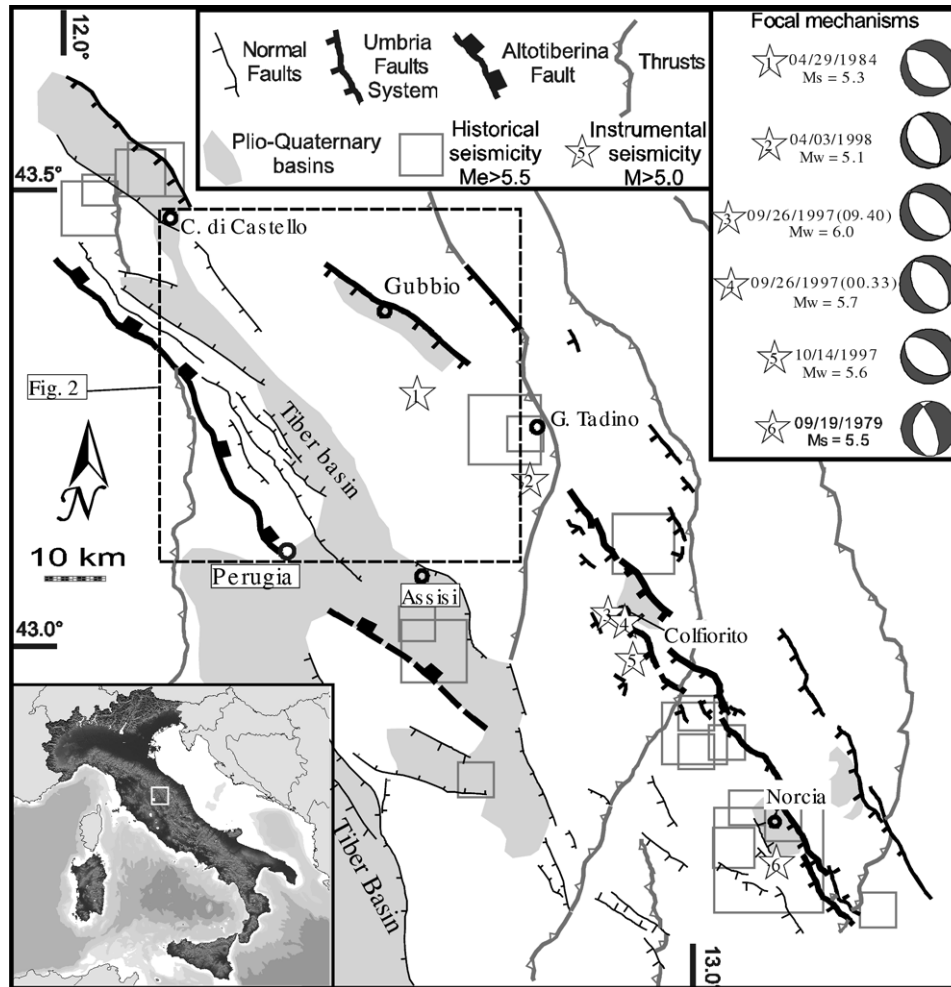 12.0°
Normal
Faults
Umbria
Faults
System
Altotiberina
Fault
Thrusts
Plio-Quaternary
basins
Historical
seismicity
Me>5.5
5
Instrumental
seismicity
M>5.0
Focal mechanisms
1
04/29/1984
Ms = 5.3
2
04/03/1998
Mw = 5.1
3
09/26/1997(09.40)
Mw = 6.0
4
09/26/1997(00.33)
Mw = 5.7
5
10/14/1997
Mw = 5.6
6
09/19/1979
Ms = 5.5
43.5°
C. di Castello
Gubbio
Fig. 2
1
Tiber basin
G. Tadino
2
N
10 km
Perugia
Assisi
43.0°
3
4
Colfiorito
5
Norcia
6
Tiber Basin
13.0°